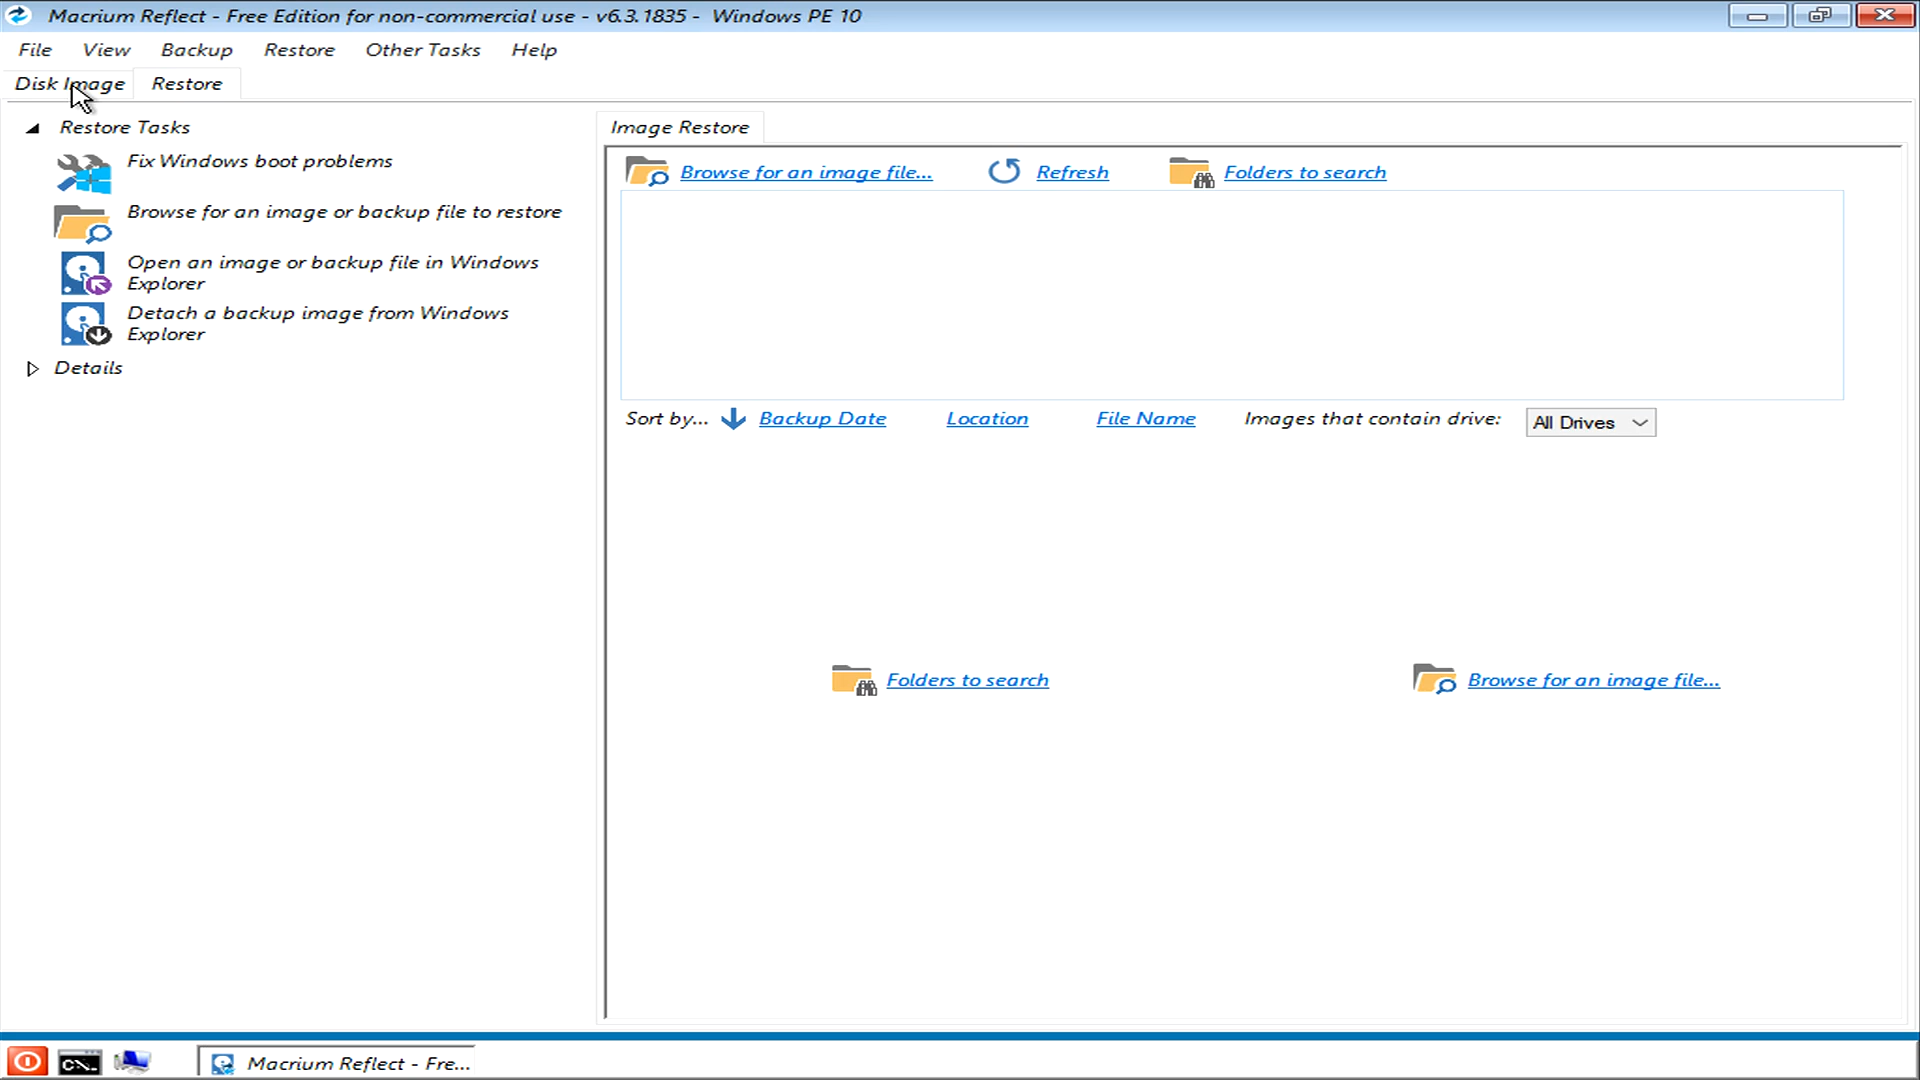 Macrium Reflect - Free Edition for non-commercial use - v6.3.1835 - Windows PE 10
File View Backup Restore Other Tasks Help
Disk Image Restore
Restore Tasks
Fix Windows boot problems
Browse for an image or backup file to restore
Open an image or backup file in Windows
Explorer
Detach a backup image from Windows
Explorer
Details
Image Restore
Browse for an image file... Refresh Folders to search
Sort by... Backup Date Location File Name Images that contain drive: All Drives
Folders to search Browse for an image file...
C:\. Macrium Reflect - Fre...